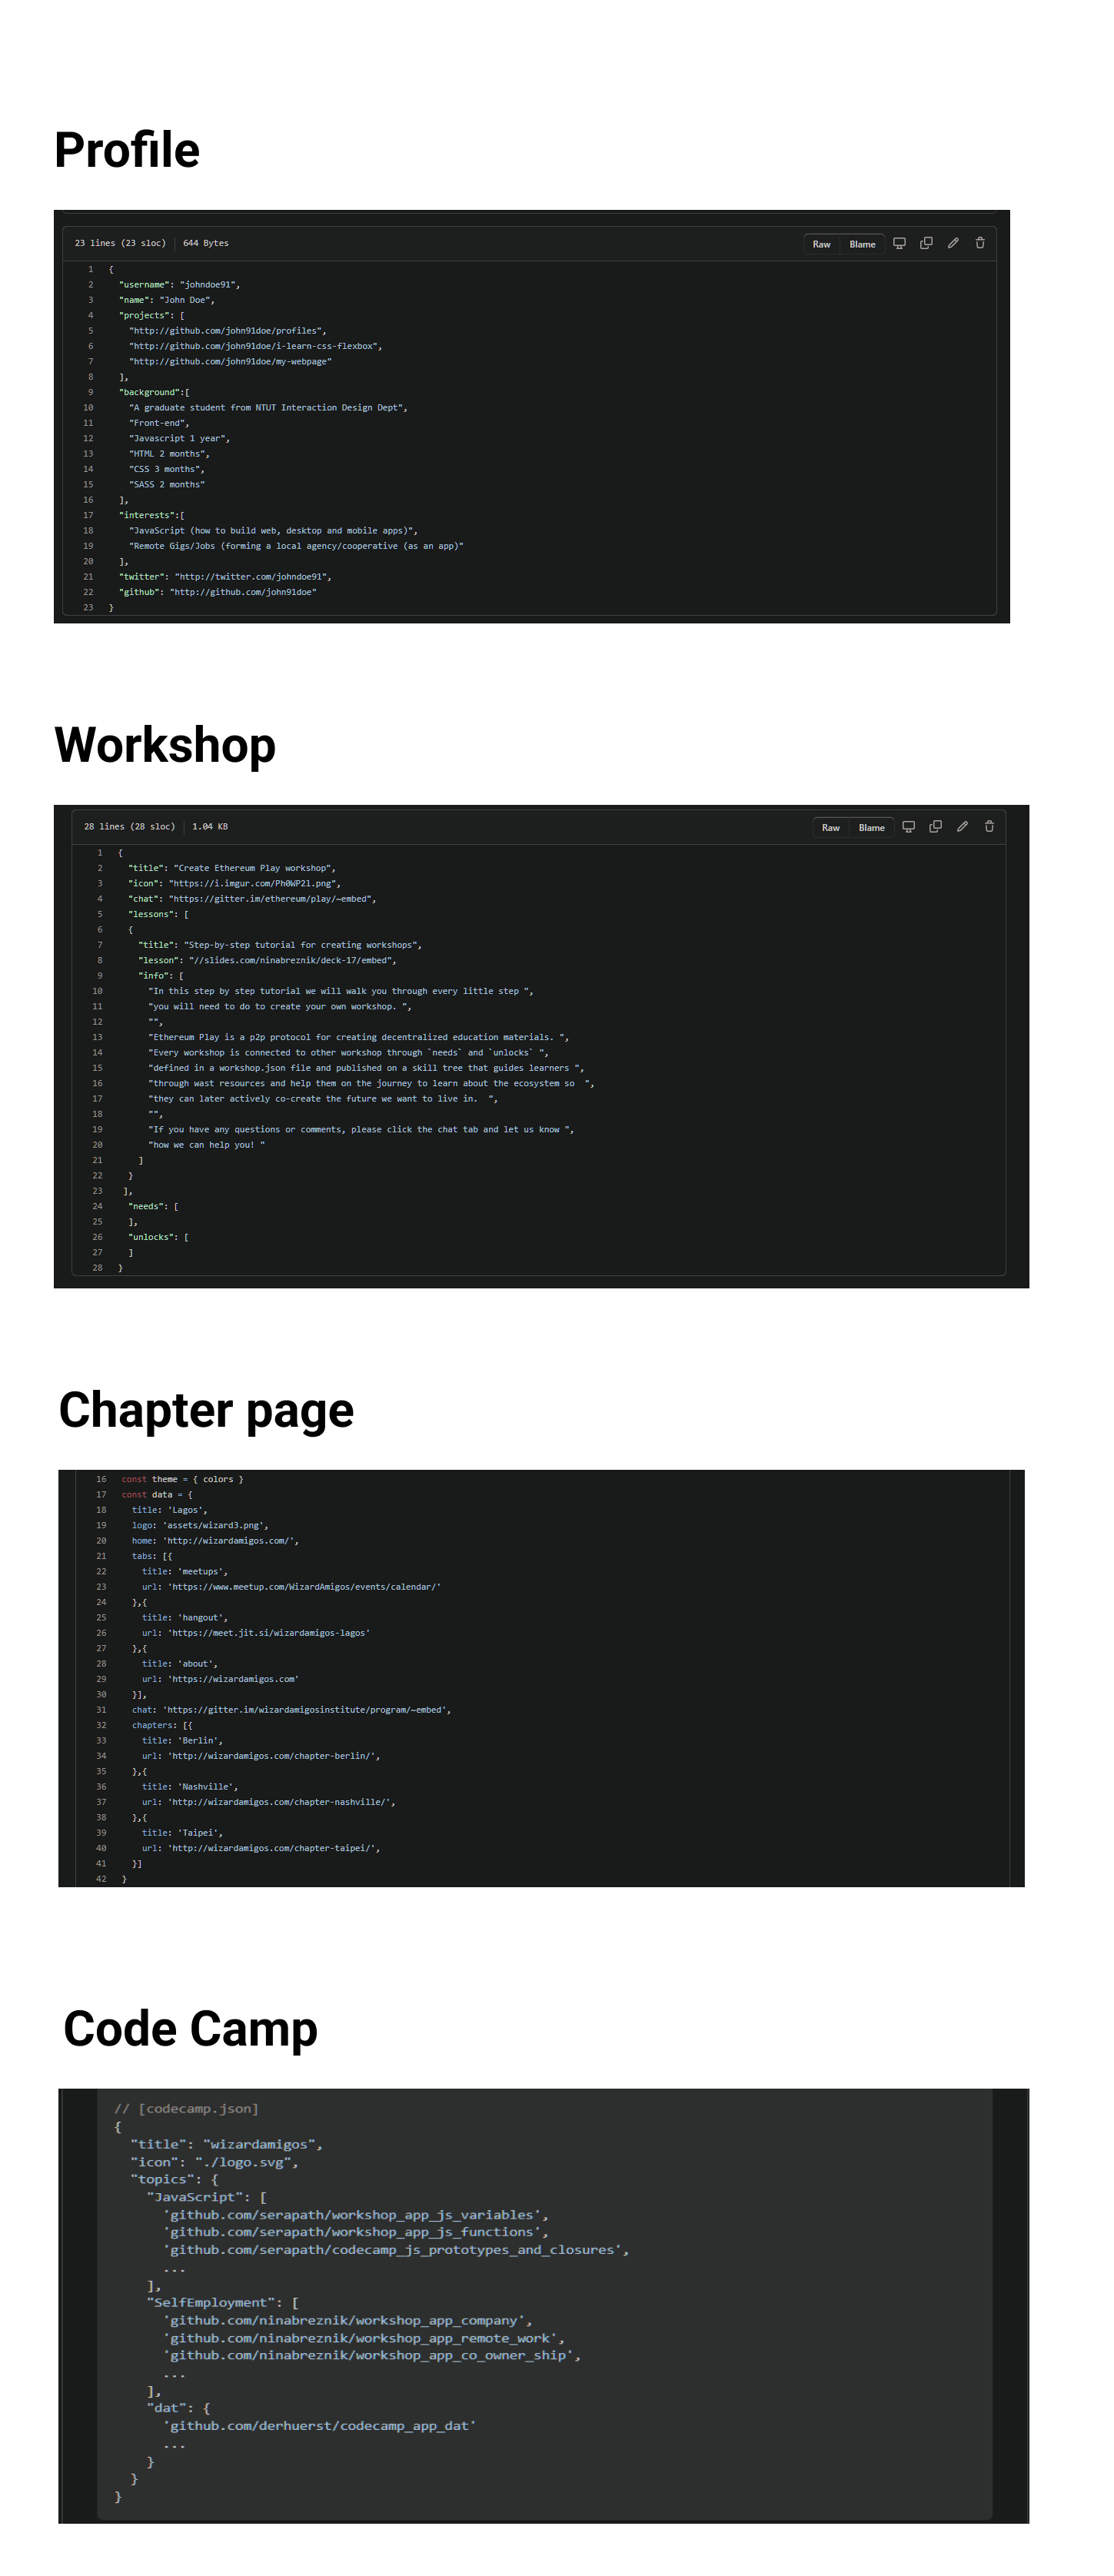 Profile
23 lines (23 sloc) 644 Bytes Raw Blame
1 {
2 "username": "johndoe91",
3 "name": "John Doe",
4 "projects": [
5 "http://github.com/john91doe/profiles",
6 "http://github.com/john91doe/i-learn-css-flexbox",
7 "http://github.com/john91doe/my-webpage"
8 ],
9 "background":[
10 "A graduate student from NTUT Interaction Design Dept",
11 "Front-end",
12 "Javascript 1 year",
13 "HTML 2 months",
14 "CSS 3 months",
15 "SASS 2 months"
16 ],
17 "interests":[
18 "JavaScript (how to build web, desktop and mobile apps)",
19 "Remote Gigs/Jobs (forming a local agency/cooperative (as an app)"
20 ],
21 "twitter": "http://twitter.com/johndoe91",
22 "github": "http://github.com/john91doe"
23 }
Workshop
28 lines (28 sloc) 1.04 KB Raw Blame
1 {
2 "title": "Create Ethereum Play workshop",
3 "icon": "https://i.imgur.com/Ph0WP2l.png",
4 "chat": "https://gitter.im/ethereum/play/~embed",
5 "lessons": [
6 {
7 "title": "Step-by-step tutorial for creating workshops",
8 "lesson": "//slides.com/ninabreznik/deck-17/embed",
9 "info": [
10 "In this step by step tutorial we will walk you through every little step ",
11 "you will need to do to create your own workshop. ",
12 "",
13 "Ethereum Play is a p2p protocol for creating decentralized education materials. ",
14 "Every workshop is connected to other workshop through `needs` and `unlocks` ",
15 "defined in a workshop.json file and published on a skill tree that guides learners ",
16 "through wast resources and help them on the journey to learn about the ecosystem so  ",
17 "they can later actively co-create the future we want to live in.  ",
18 "",
19 "If you have any questions or comments, please click the chat tab and let us know ",
20 "how we can help you! "
21 ]
22 }
23 ],
24 "needs": [
25 ],
26 "unlocks": [
27 ]
28 }
Chapter page
16 const theme = { colors }
17 const data = {
18 title: 'Lagos',
19 logo: 'assets/wizard3.png',
20 home: 'http://wizardamigos.com/',
21 tabs: [{
22 title: 'meetups',
23 url: 'https://www.meetup.com/WizardAmigos/events/calendar/'
24 },{
25 title: 'hangout',
26 url: 'https://meet.jit.si/wizardamigos-lagos'
27 },{
28 title: 'about',
29 url: 'https://wizardamigos.com'
30 }],
31 chat: 'https://gitter.im/wizardamigosinstitute/program/~embed',
32 chapters: [{
33 title: 'Berlin',
34 url: 'http://wizardamigos.com/chapter-berlin/',
35 },{
36 title: 'Nashville',
37 url: 'http://wizardamigos.com/chapter-nashville/',
38 },{
39 title: 'Taipei',
40 url: 'http://wizardamigos.com/chapter-taipei/',
41 }]
42 }
Code Camp
// [codecamp.json]
{
"title": "wizardamigos",
"icon": "./logo.svg",
"topics": {
"JavaScript": [
'github.com/serapath/workshop_app_js_variables',
'github.com/serapath/workshop_app_js_functions',
'github.com/serapath/codecamp_js_prototypes_and_closures',
...
],
"SelfEmployment": [
'github.com/ninabreznik/workshop_app_company',
'github.com/ninabreznik/workshop_app_remote_work',
'github.com/ninabreznik/workshop_app_co_owner_ship',
...
],
"dat": {
'github.com/derhuerst/codecamp_app_dat'
...
}
}
}